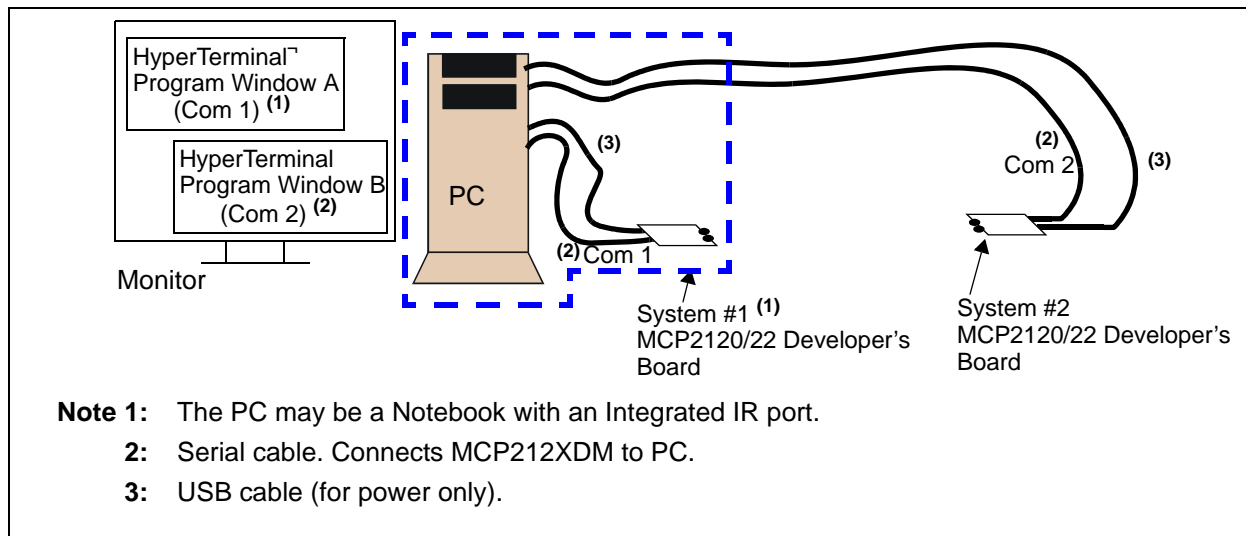 HyperTerminal¬
Program Window A
(Com 1) (1)
HyperTerminal
Program Window B
(Com 2) (2)
Monitor
PC
(3)
(2) Com 1
(2)
Com 2
(3)
System #1 (1)
MCP2120/22 Developer’s
Board
System #2
MCP2120/22 Developer’s
Board
Note 1: The PC may be a Notebook with an Integrated IR port.
2: Serial cable. Connects MCP212XDM to PC.
3: USB cable (for power only).